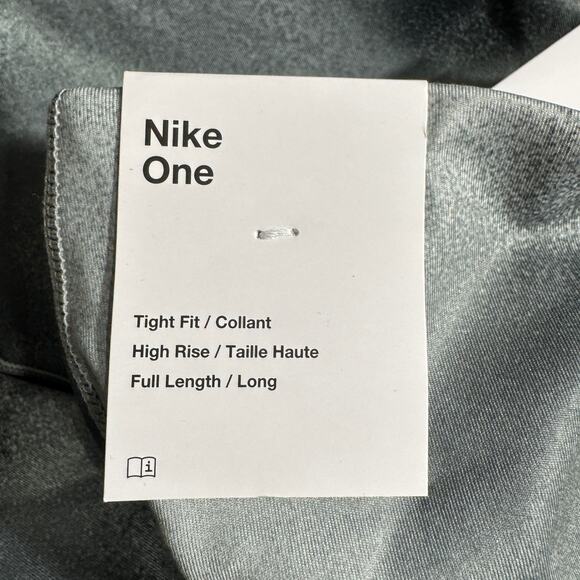 Nike
One
Tight Fit / Collant
High Rise / Taille Haute
Full Length / Long
i